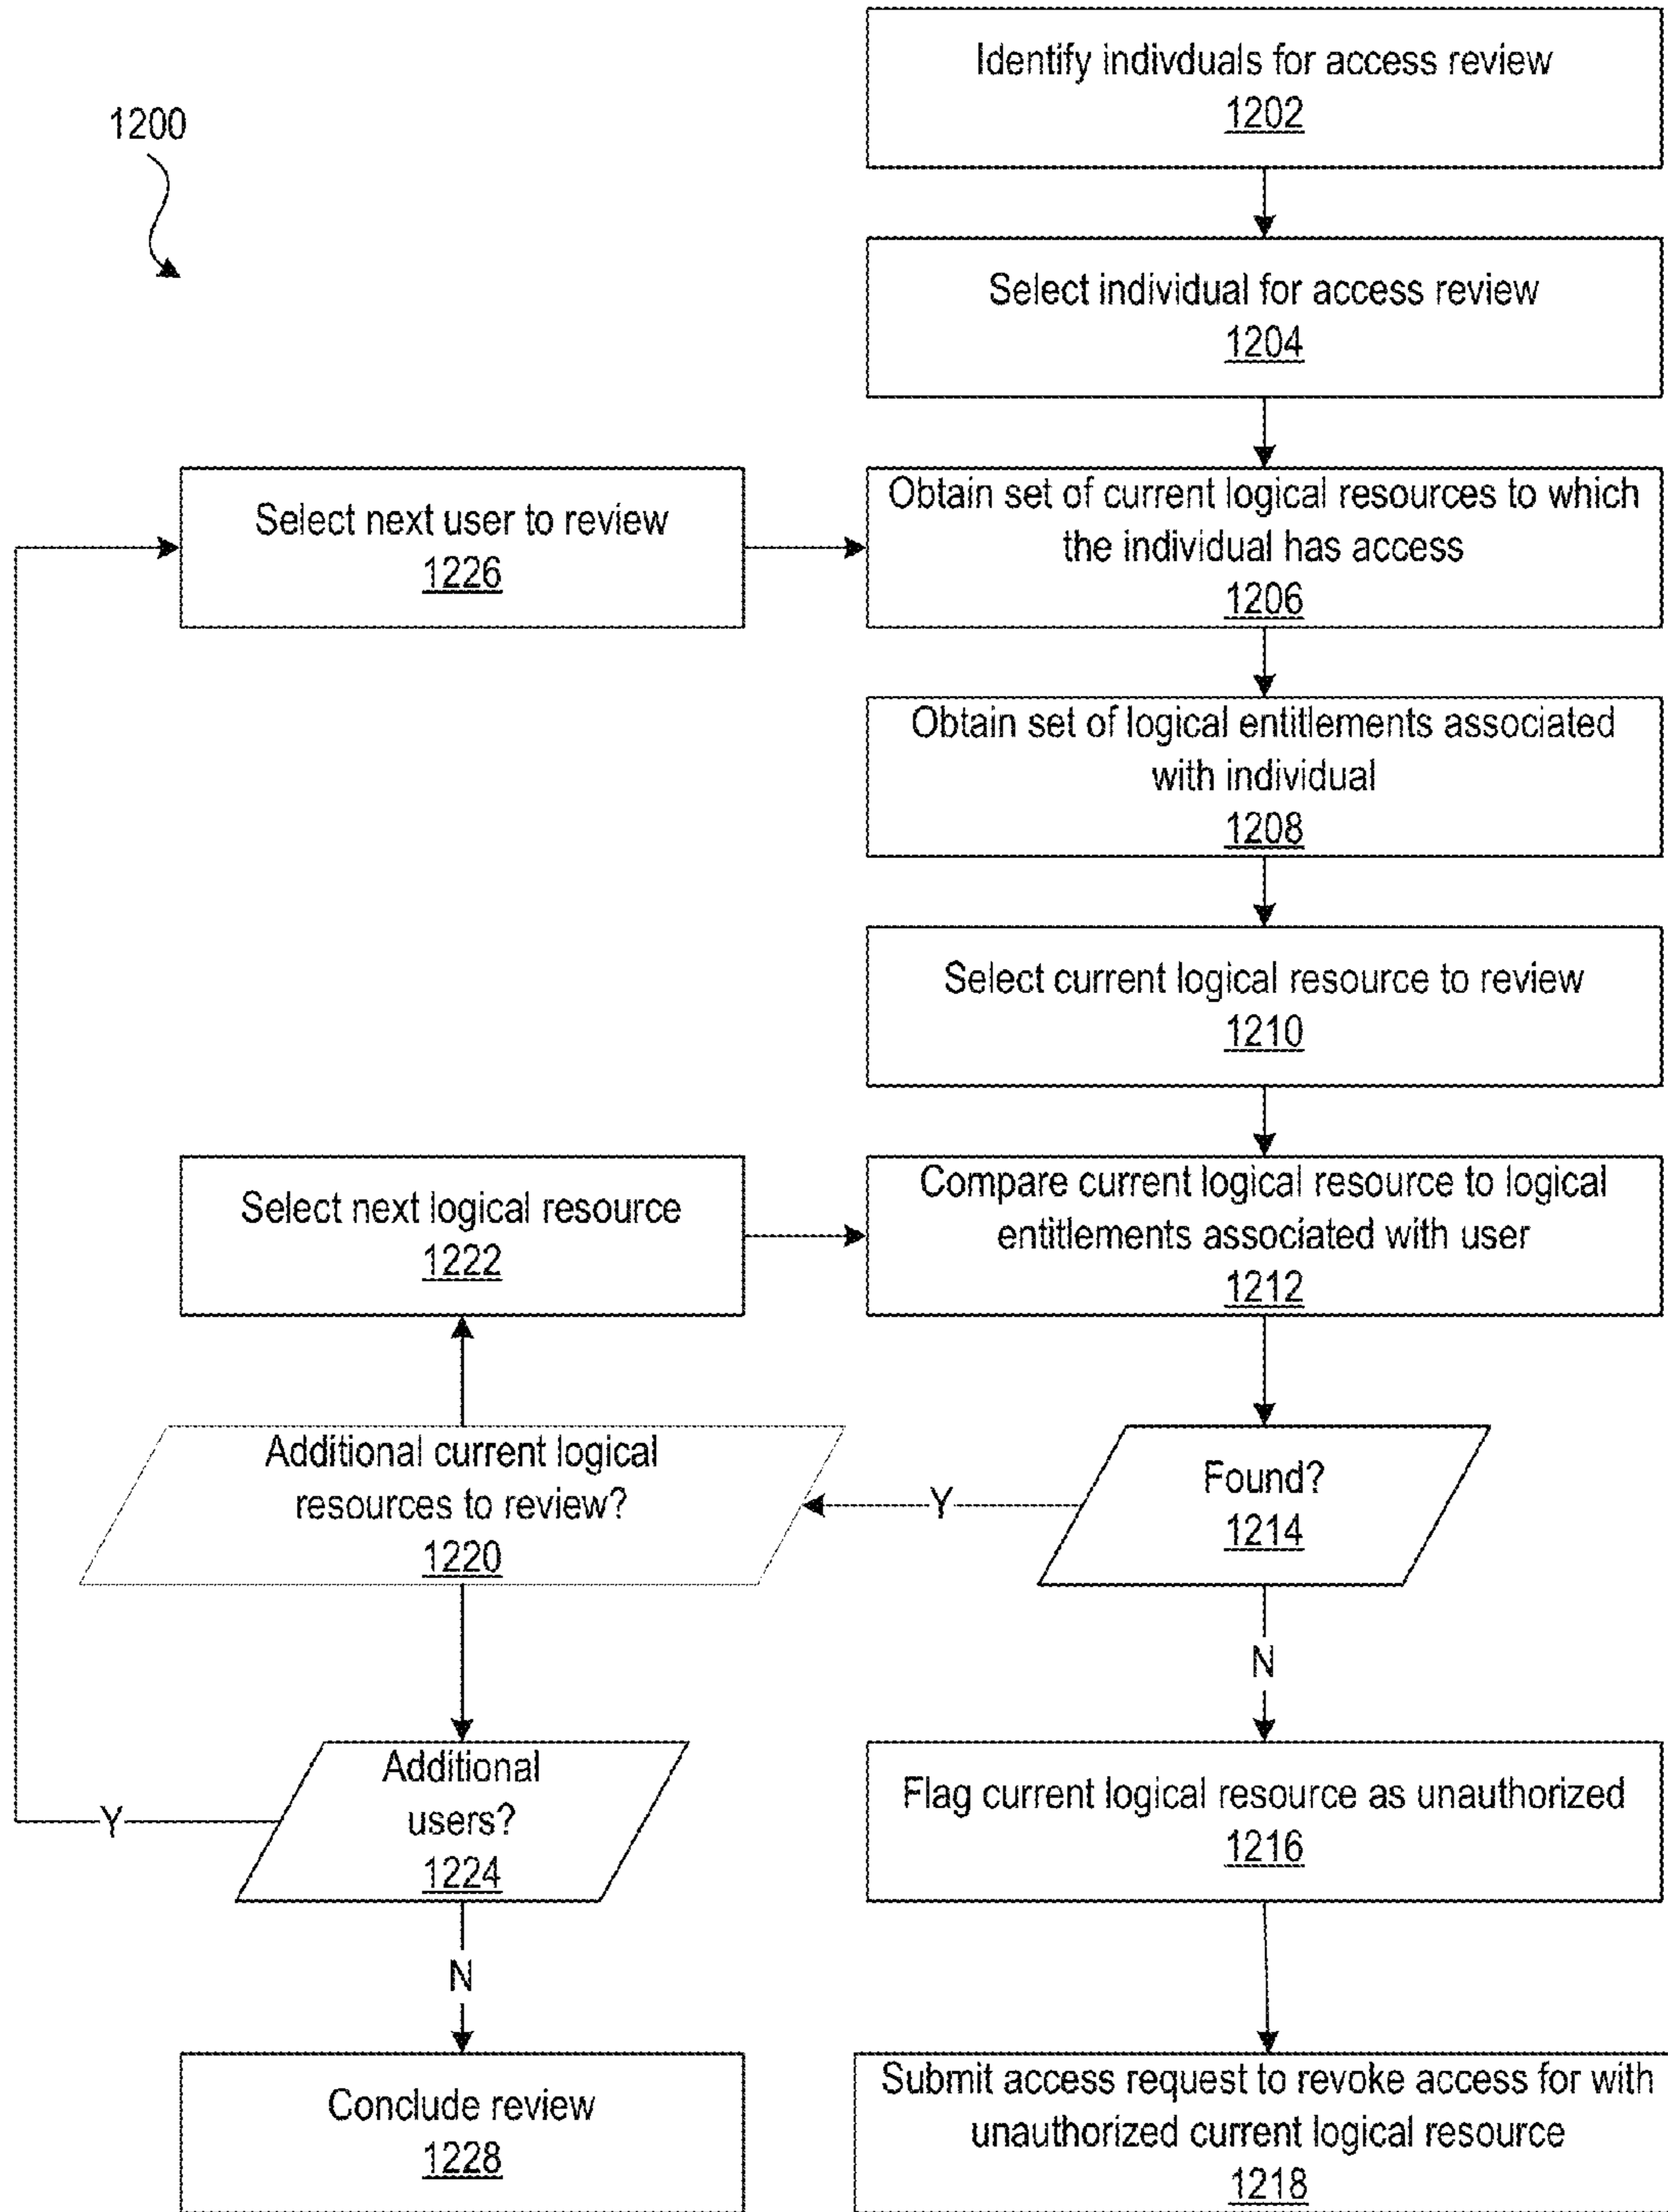 Identify indivduals for access review
1202
1200
Select individual for access review
1204
Select next user to review
1226
Obtain set of current logical resources to which
the individual has access
1206
Obtain set of logical entitlements associated
with individual
1208
Select current logical resource to review
1210
Select next logical resource
1222
Compare current logical resource to logical
entitlements associated with user
1212
Additional current logical
resources to review?
1220
Y
Found?
1214
N
Additional
users?
1224
Y
Flag current logical resource as unauthorized
1216
N
Conclude review
1228
Submit access request to revoke access for with
unauthorized current logical resource
1218